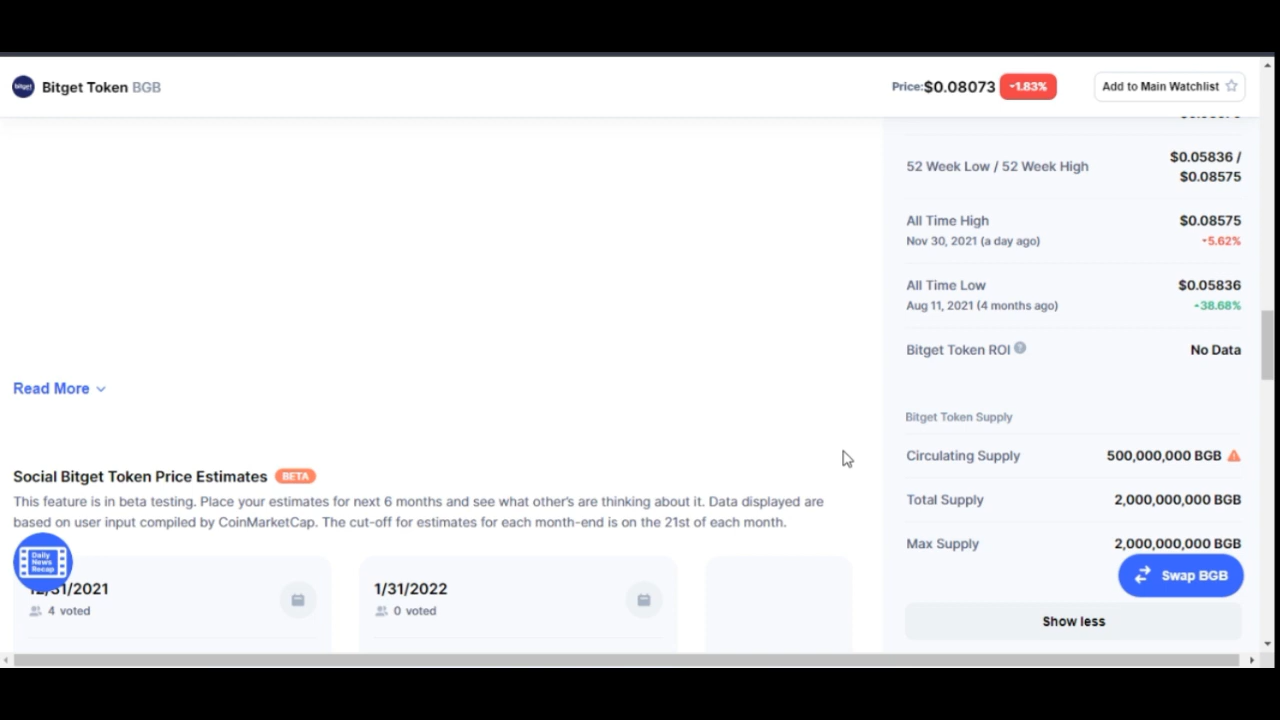 bitget Bitget Token BGB
Price:$0.08073 -1.83%
Add to Main Watchlist
52 Week Low / 52 Week High
$0.05836 /
$0.08575
All Time High
$0.08575
Nov 30, 2021 (a day ago)
-5.62%
All Time Low
$0.05836
Aug 11, 2021 (4 months ago)
-38.68%
Bitget Token ROI ?
No Data
Read More
Bitget Token Supply
Circulating Supply
500,000,000 BGB
Total Supply
2,000,000,000 BGB
Max Supply
2,000,000,000 BGB
Swap BGB
Show less
Social Bitget Token Price Estimates BETA
This feature is in beta testing. Place your estimates for next 6 months and see what other's are thinking about it. Data displayed are
based on user input compiled by CoinMarketCap. The cut-off for estimates for each month-end is on the 21st of each month.
Daily
News
Recap
12/31/2021
4 voted
1/31/2022
0 voted